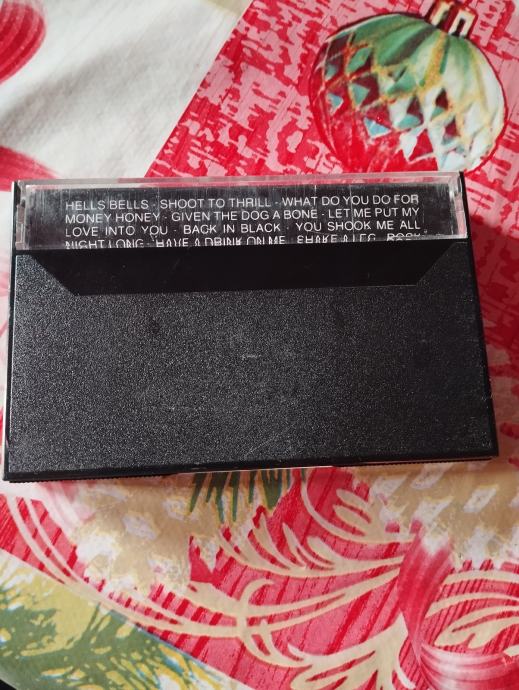 HELLS BELLS · SHOOT TO THRILL · WHAT DO YOU DO FOR
MONEY HONEY · GIVEN THE DOG A BONE · LET ME PUT MY
LOVE INTO YOU · BACK IN BLACK · YOU SHOOK ME ALL
NIGHT LONG · HAVE A DRINK ON ME · SHAKE A LEG ·